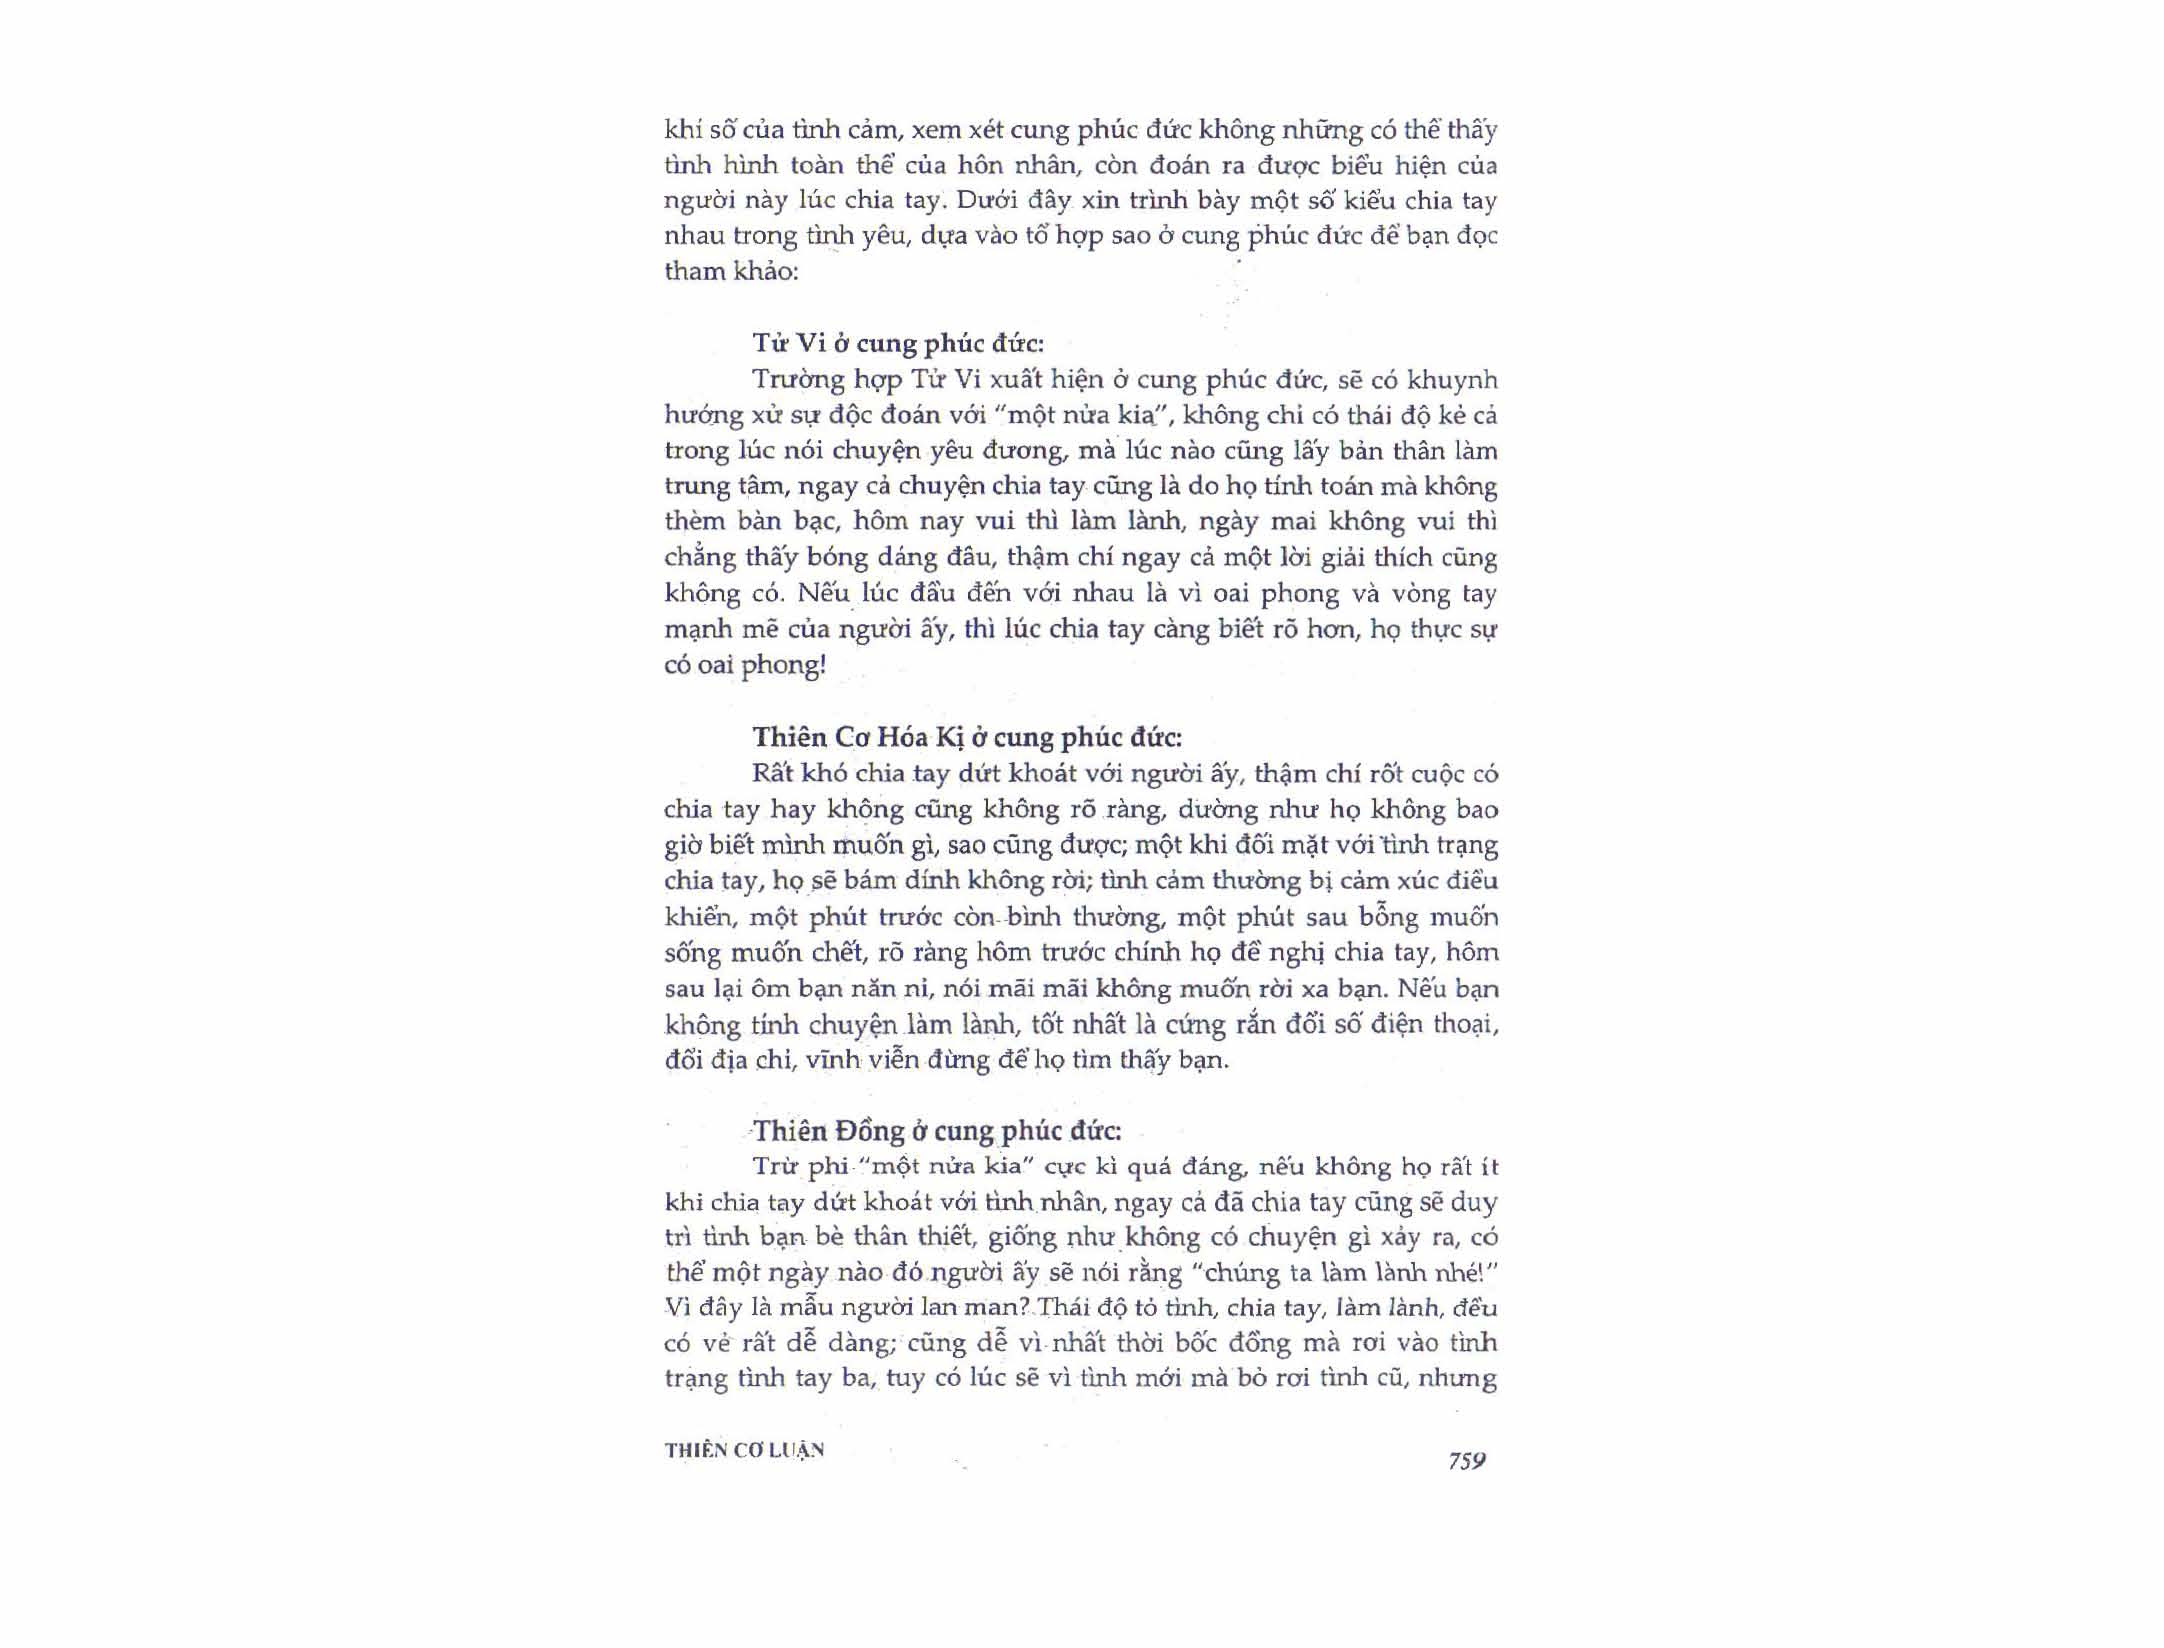 khí số của tình cảm, xem xét cung phúc đức không những có thể thấy
tình hình toàn thể của hôn nhân, còn đoán ra được biểu hiện của
người này lúc chia tay. Dưới đây xin trình bày một số kiểu chia tay
nhau trong tình yêu, dựa vào tổ hợp sao ở cung phúc đức để bạn đọc
tham khảo:
Tử Vi ở cung phúc đức:
Trường hợp Tử Vi xuất hiện ở cung phúc đức, sẽ có khuynh
hướng xử sự độc đoán với "một nửa kia", không chỉ có thái độ kẻ cả
trong lúc nói chuyện yêu đương, mà lúc nào cũng lấy bản thân làm
trung tâm, ngay cả chuyện chia tay cũng là do họ tính toán mà không
thèm bàn bạc, hôm nay vui thì làm lành, ngày mai không vui thì
chẳng thấy bóng dáng đâu, thậm chí ngay cả một lời giải thích cũng
không có. Nếu lúc đầu đến với nhau là vì oai phong và vòng tay
mạnh mẽ của người ấy, thì lúc chia tay càng biết rõ hơn, họ thực sự
có oai phong!
Thiên Cơ Hóa Kị ở cung phúc đức:
Rất khó chia tay dứt khoát với người ấy, thậm chí rốt cuộc có
chia tay hay không cũng không rõ ràng, dường như họ không bao
giờ biết mình muốn gì, sao cũng được; một khi đối mặt với tình trạng
chia tay, họ sẽ bám dính không rời; tình cảm thường bị cảm xúc điều
khiển, một phút trước còn bình thường, một phút sau bỗng muốn
sống muốn chết, rõ ràng hôm trước chính họ đề nghị chia tay, hôm
sau lại ôm bạn năn nỉ, nói mãi mãi không muốn rời xa bạn. Nếu bạn
không tính chuyện làm lành, tốt nhất là cứng rắn đổi số điện thoại,
đổi địa chỉ, vĩnh viễn đừng để họ tìm thấy bạn.
Thiên Đồng ở cung phúc đức:
Trừ phi "một nửa kia" cực kì quá đáng, nếu không họ rất ít
khi chia tay dứt khoát với tình nhân, ngay cả đã chia tay cũng sẽ duy
trì tình bạn bè thân thiết, giống như không có chuyện gì xảy ra, có
thể một ngày nào đó người ấy sẽ nói rằng "chúng ta làm lành nhé!"
Vì đây là mẫu người lan man? Thái độ tỏ tình, chia tay, làm lành, đều
có vẻ rất dễ dàng; cũng dễ vì nhất thời bốc đồng mà rơi vào tình
trạng tình tay ba, tuy có lúc sẽ vì tình mới mà bỏ rơi tình cũ, nhưng
THIÊN CƠ LUẬN
759